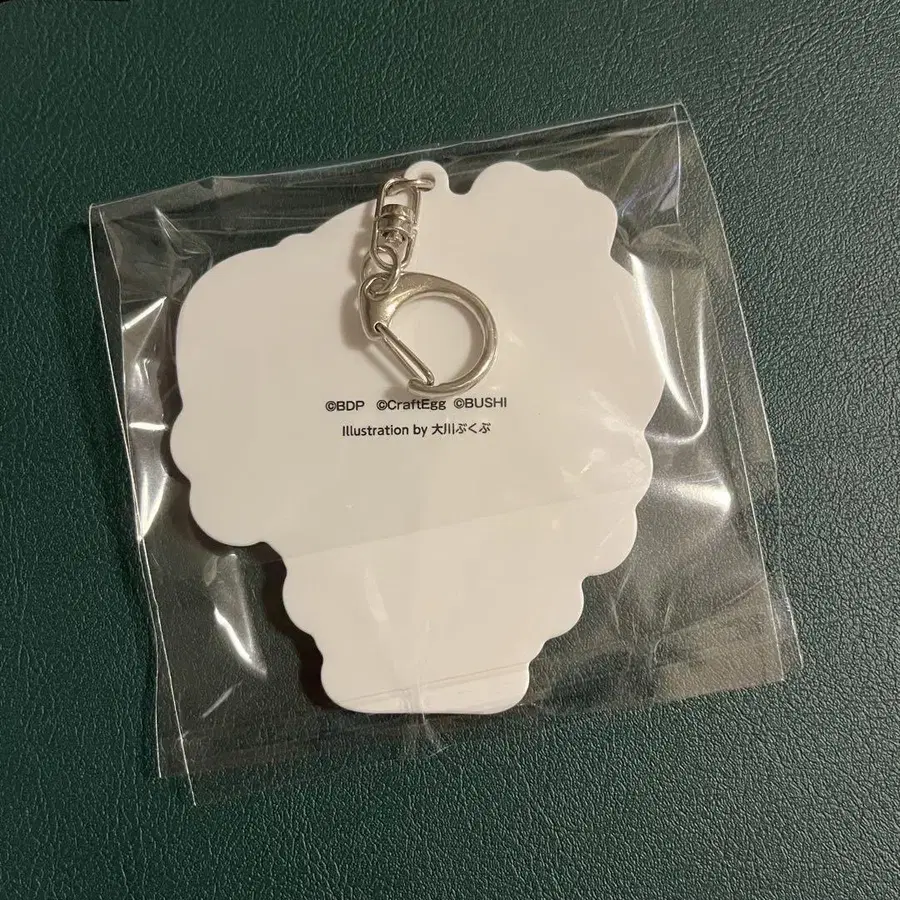 ©BDP ©CraftEgg ©BUSHI
Illustration by 大川ぶくぶ